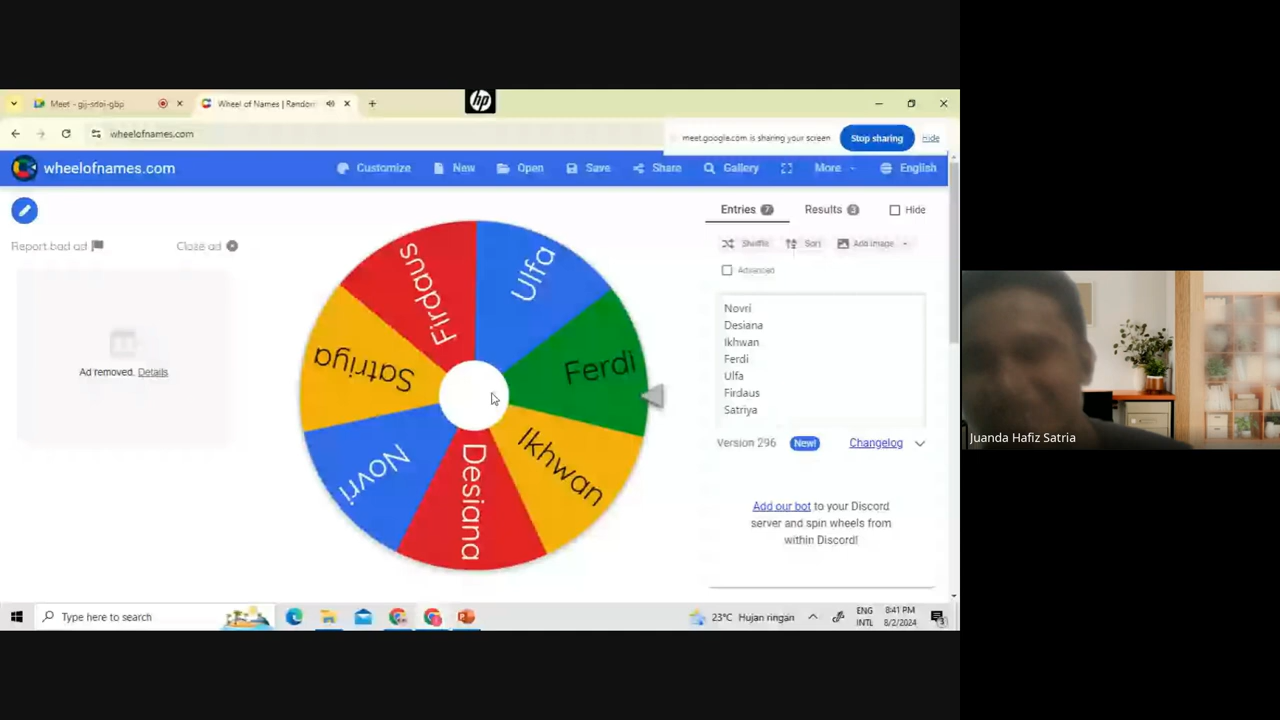 Meet - gjj-srloi-gbp
Wheel of Names | Random
hp
wheelofnames.com
meet.google.com is sharing your screen
Stop sharing
Hide
wheelofnames.com
Customize
New
Open
Save
Share
Gallery
More
English
Report bad ad
Close ad
Ad removed. Details
Firdaus
Ulfa
Ferdi
Ikhwan
Desiana
Novri
Satriya
Entries 7
Results 3
Hide
Shuffle
Sort
Add image
Advanced
Novri
Desiana
Ikhwan
Ferdi
Ulfa
Firdaus
Satriya
Version 296
New!
Changelog
Add our bot to your Discord
server and spin wheels from
within Discord!
Juanda Hafiz Satria
Type here to search
23°C Hujan ringan
ENG
INTL
8:41 PM
8/2/2024
3